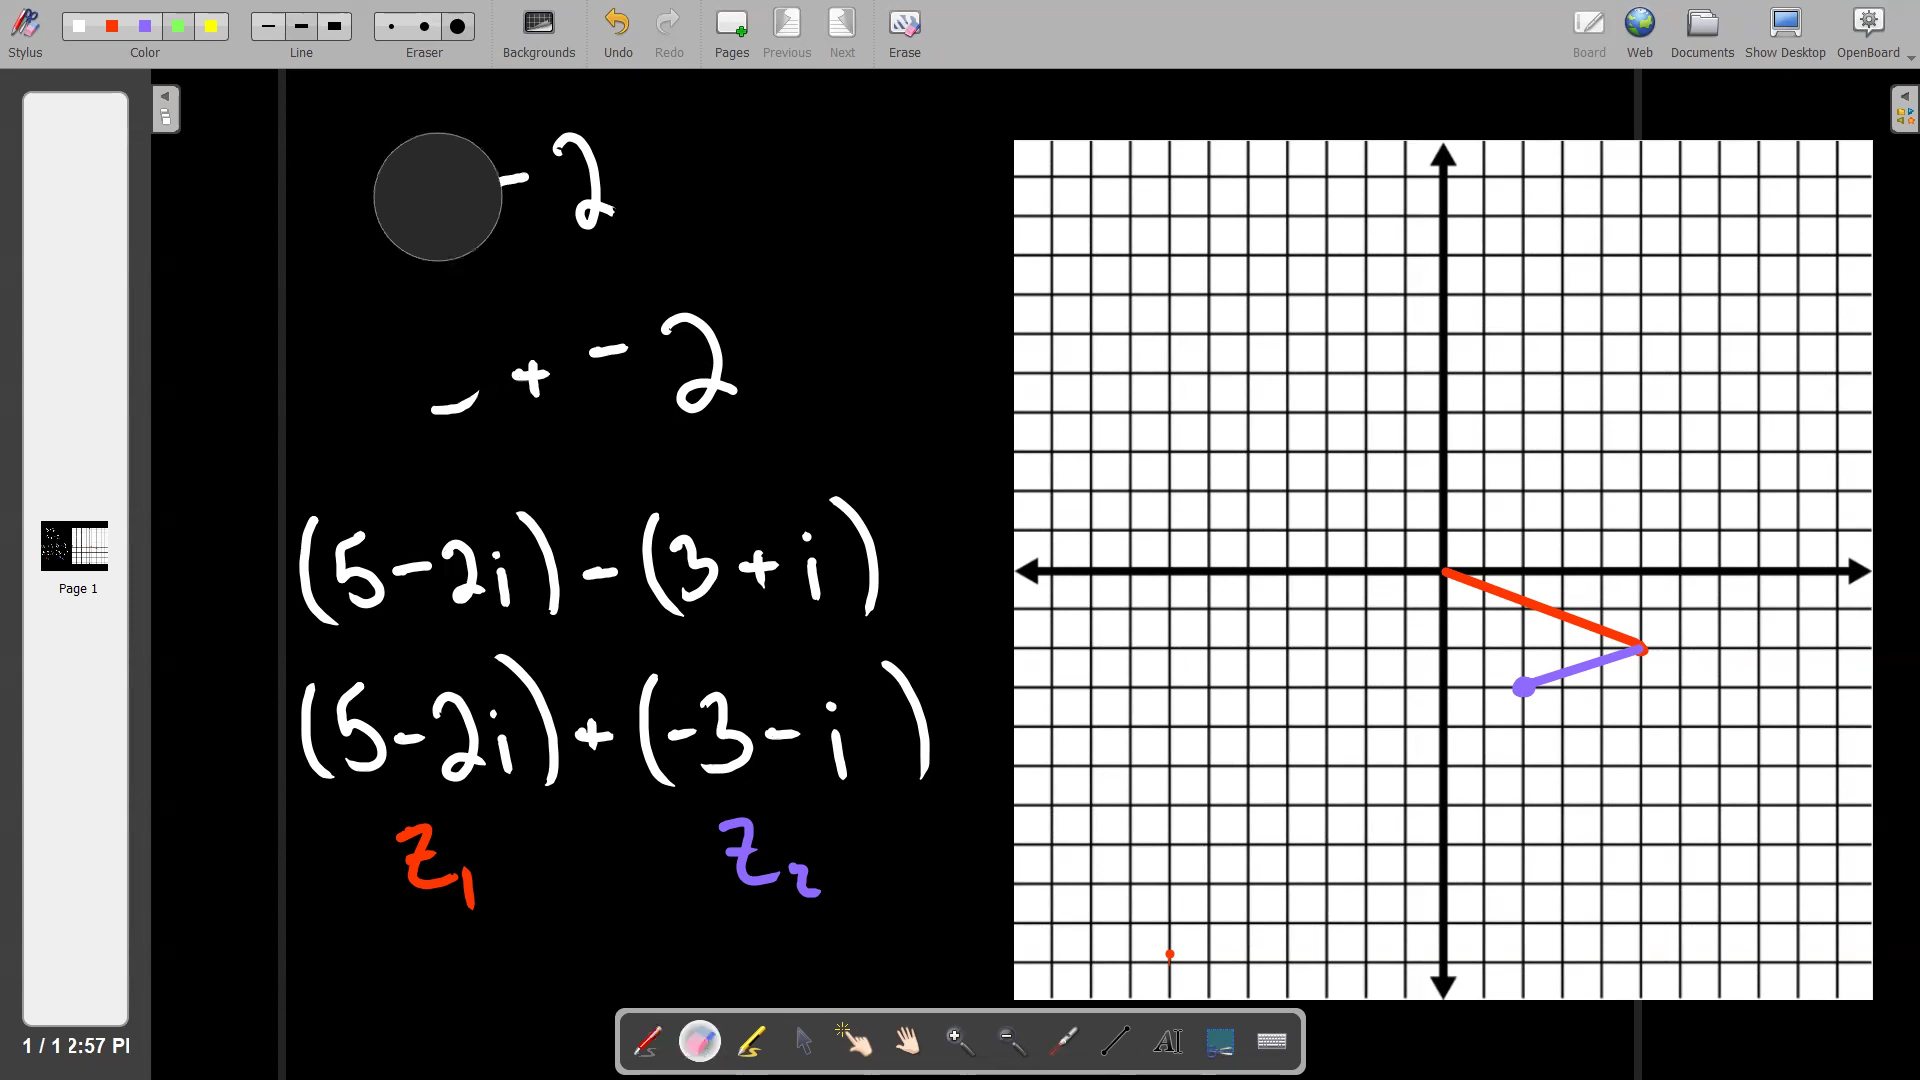 Stylus
Color
Line
Eraser
Backgrounds
Undo
Redo
Pages
Previous
Next
Erase
Board
Web
Documents
Show Desktop
OpenBoard
- 2
+ - 2
(5-2i) - (3+i)
(5-2i) + (-3-i)
z₁
z₂
Page 1
1 / 1
2:57 P
AI